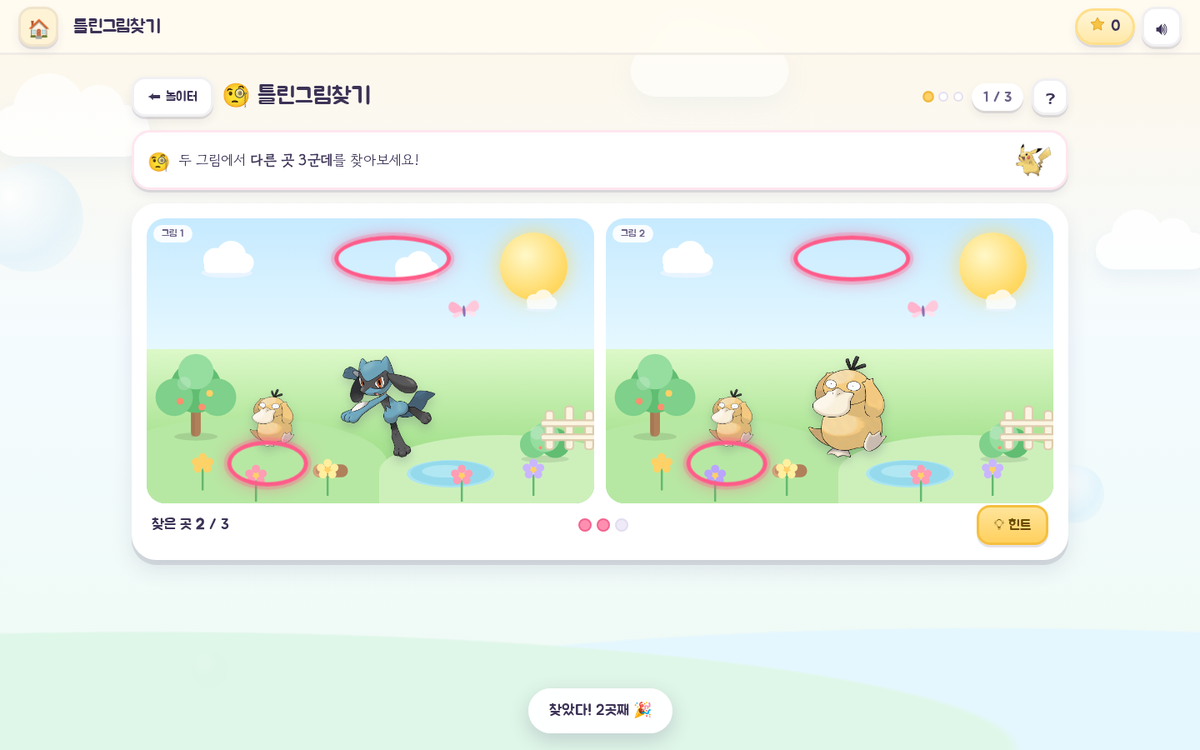 틀린그림찾기
0
⬅ 놀이터
틀린그림찾기
1 / 3
?
두 그림에서 다른 곳 3군데를 찾아보세요!
그림 1
그림 2
찾은 곳 2 / 3
힌트
찾았다! 2곳째 🎉